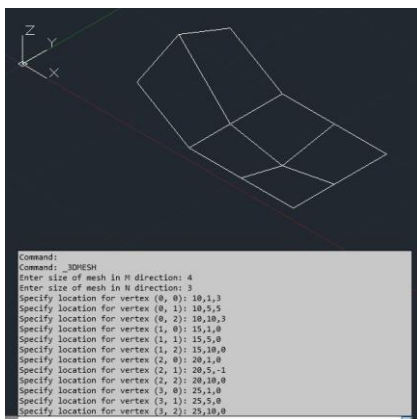 Z
Y
X
Command:
Command: _3DMESH
Enter size of mesh in M direction: 4
Enter size of mesh in N direction: 3
Specify location for vertex (0, 0): 10,1,3
Specify location for vertex (0, 1): 10,5,5
Specify location for vertex (0, 2): 10,10,3
Specify location for vertex (1, 0): 15,1,0
Specify location for vertex (1, 1): 15,5,0
Specify location for vertex (1, 2): 15,10,0
Specify location for vertex (2, 0): 20,1,0
Specify location for vertex (2, 1): 20,5,-1
Specify location for vertex (2, 2): 20,10,0
Specify location for vertex (3, 0): 25,1,0
Specify location for vertex (3, 1): 25,5,0
Specify location for vertex (3, 2): 25,10,0